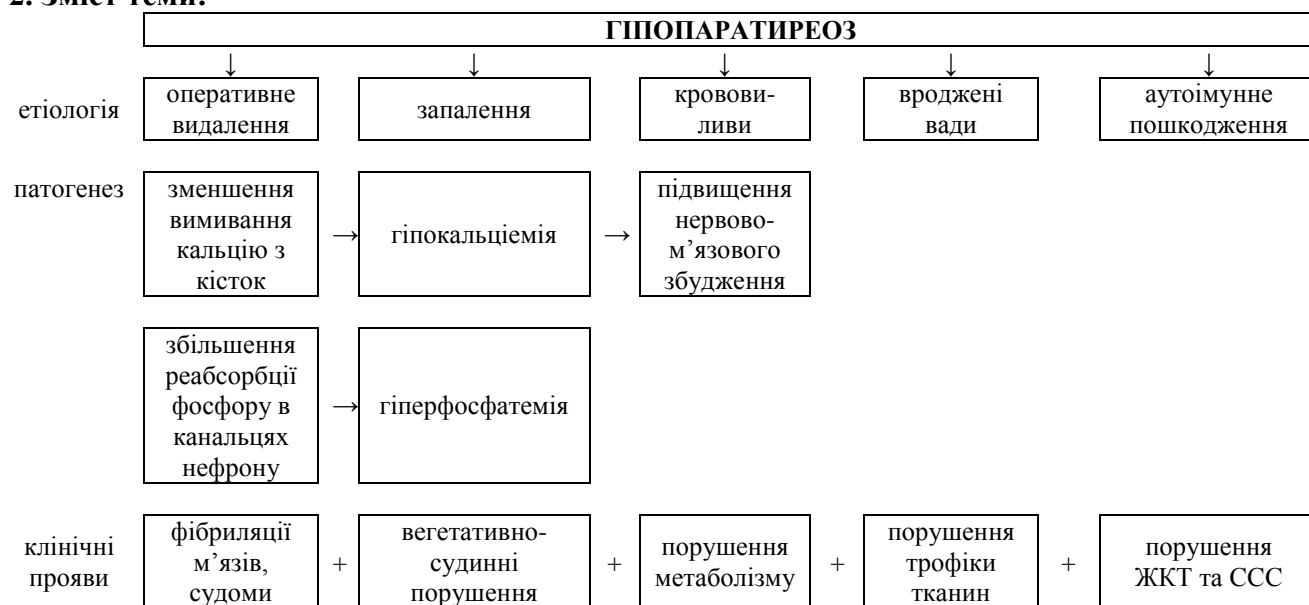 2. Зміст теми:
ГІПОПАРАТИРЕОЗ
↓ ↓ ↓ ↓ ↓
етіологія
оперативне
видалення
запалення
кровови-
ливи
вроджені
вади
аутоімунне
пошкодження
патогенез
зменшення
вимивання
кальцію з
кісток
→
гіпокальціемія
→
підвищення
нервово-
м’язового
збудження
збільшення
реабсорбції
фосфору в
канальцях
нефрону
→
гіперфосфатемія
клінічні
прояви
фібриляції
м’язів,
судоми
+
вегетативно-
судинні
порушення
+
порушення
метаболізму
+
порушення
трофіки
тканин
+
порушення
ЖКТ та ССС